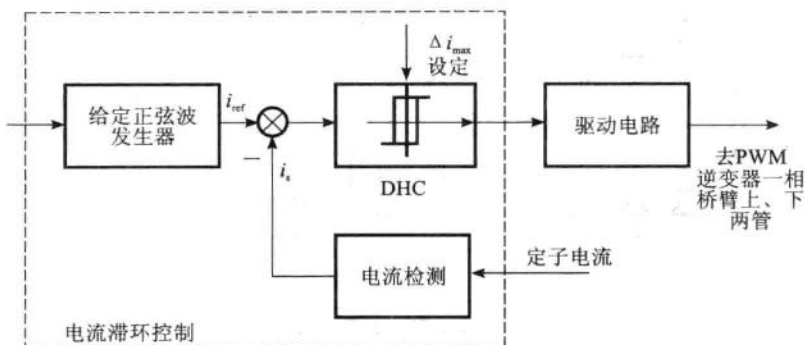 Δ i_max
设定
给定正弦波
发生器
i_ref
驱动电路
去PWM
逆变器一相
桥臂上、下
两管
−
i_s
DHC
电流检测
定子电流
电流滞环控制